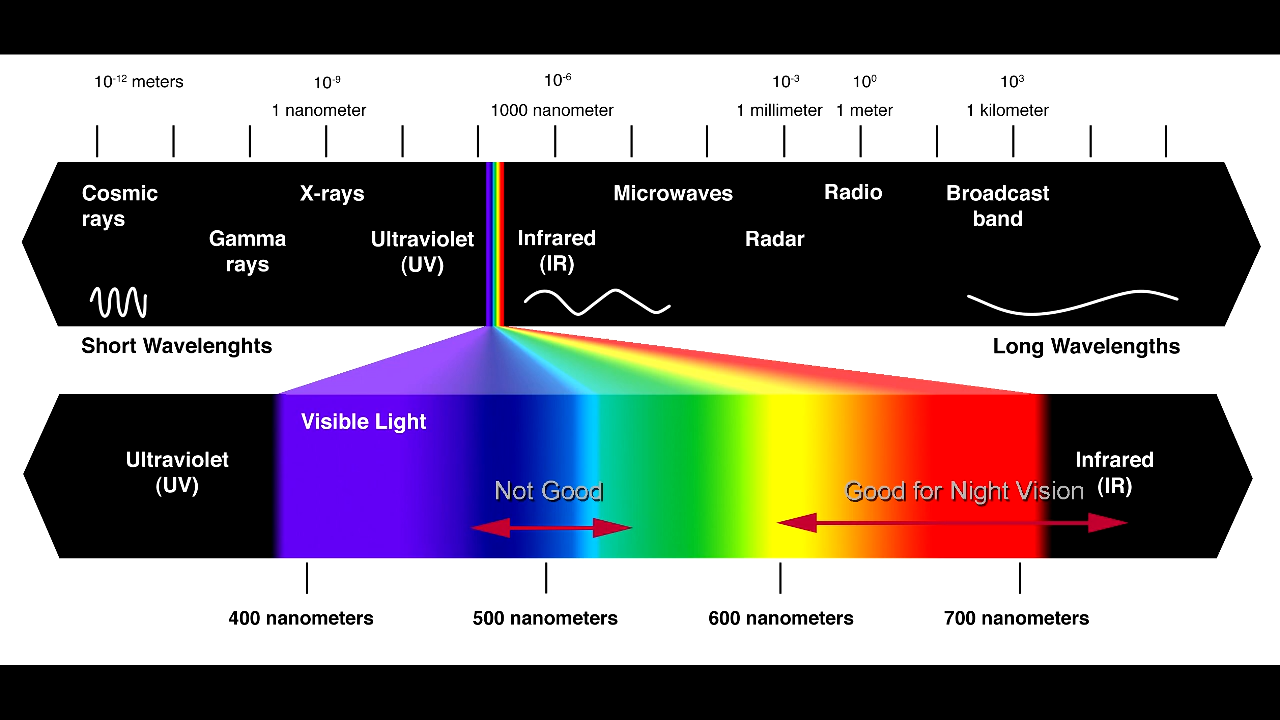 10⁻¹² meters
10⁻⁹
10⁻⁶
10⁻³
10⁰
10³
1 nanometer
1000 nanometer
1 millimeter
1 meter
1 kilometer
Cosmic
rays
Gamma
rays
X-rays
Ultraviolet
(UV)
Infrared
(IR)
Microwaves
Radar
Radio
Broadcast
band
Short Wavelenghts
Long Wavelengths
Visible Light
Ultraviolet
(UV)
Not Good
Good for Night Vision
Infrared
(IR)
400 nanometers
500 nanometers
600 nanometers
700 nanometers